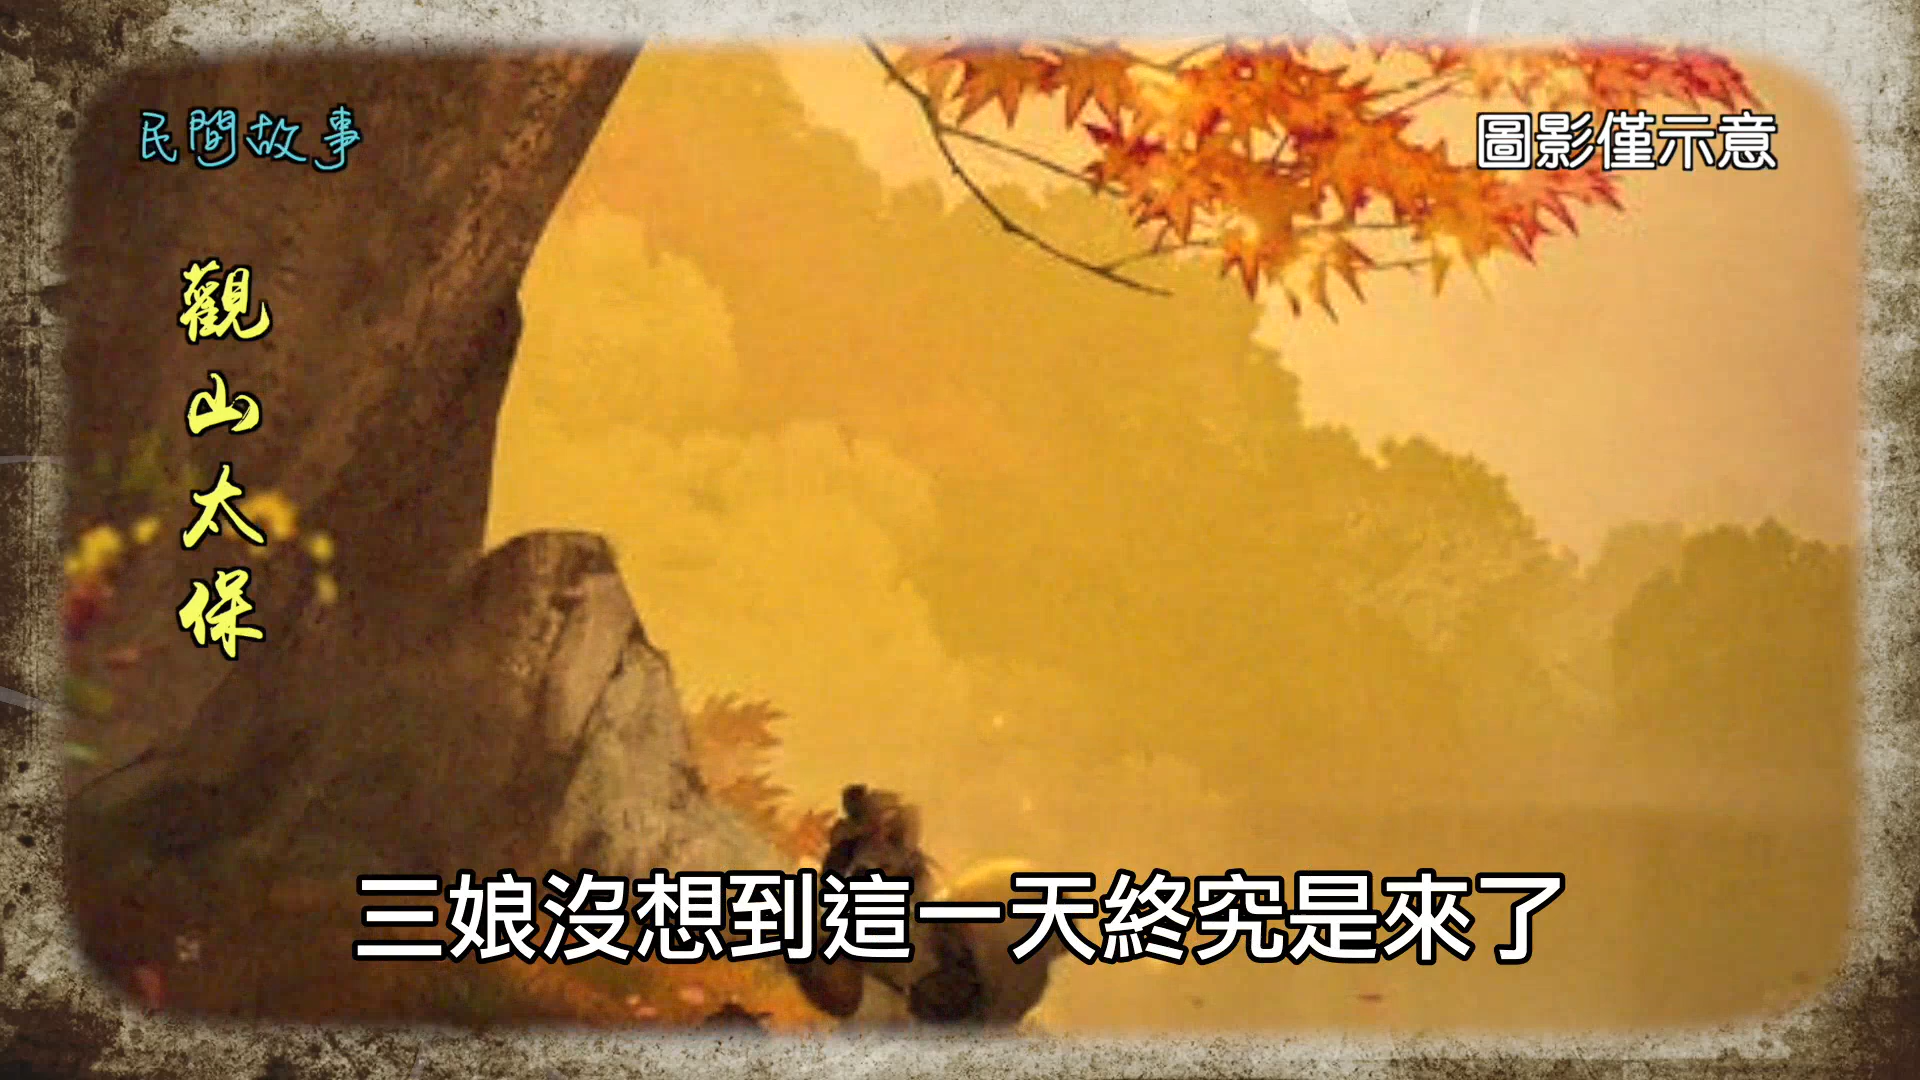 民間故事
圖影僅示意
觀山太保
三娘沒想到這一天終究是來了